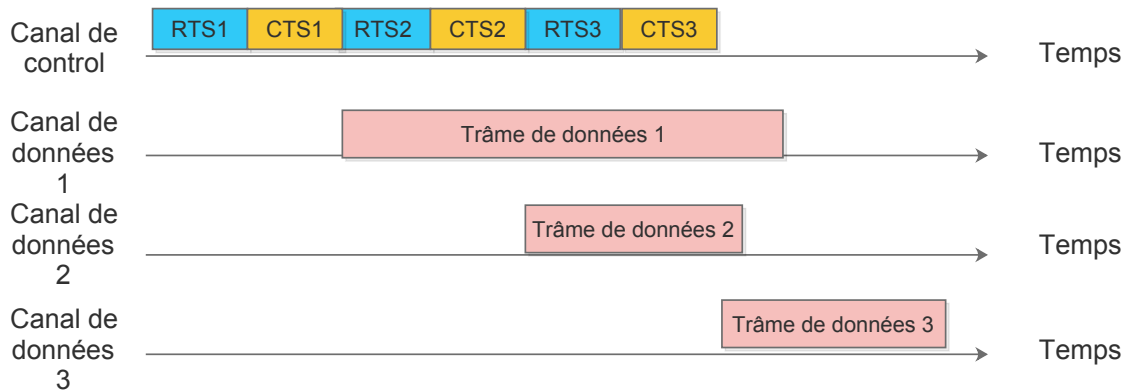 Canal de
control
RTS1 CTS1 RTS2 CTS2 RTS3 CTS3
Temps
Canal de
données
1
Trâme de données 1
Temps
Canal de
données
2
Trâme de données 2
Temps
Canal de
données
3
Trâme de données 3
Temps